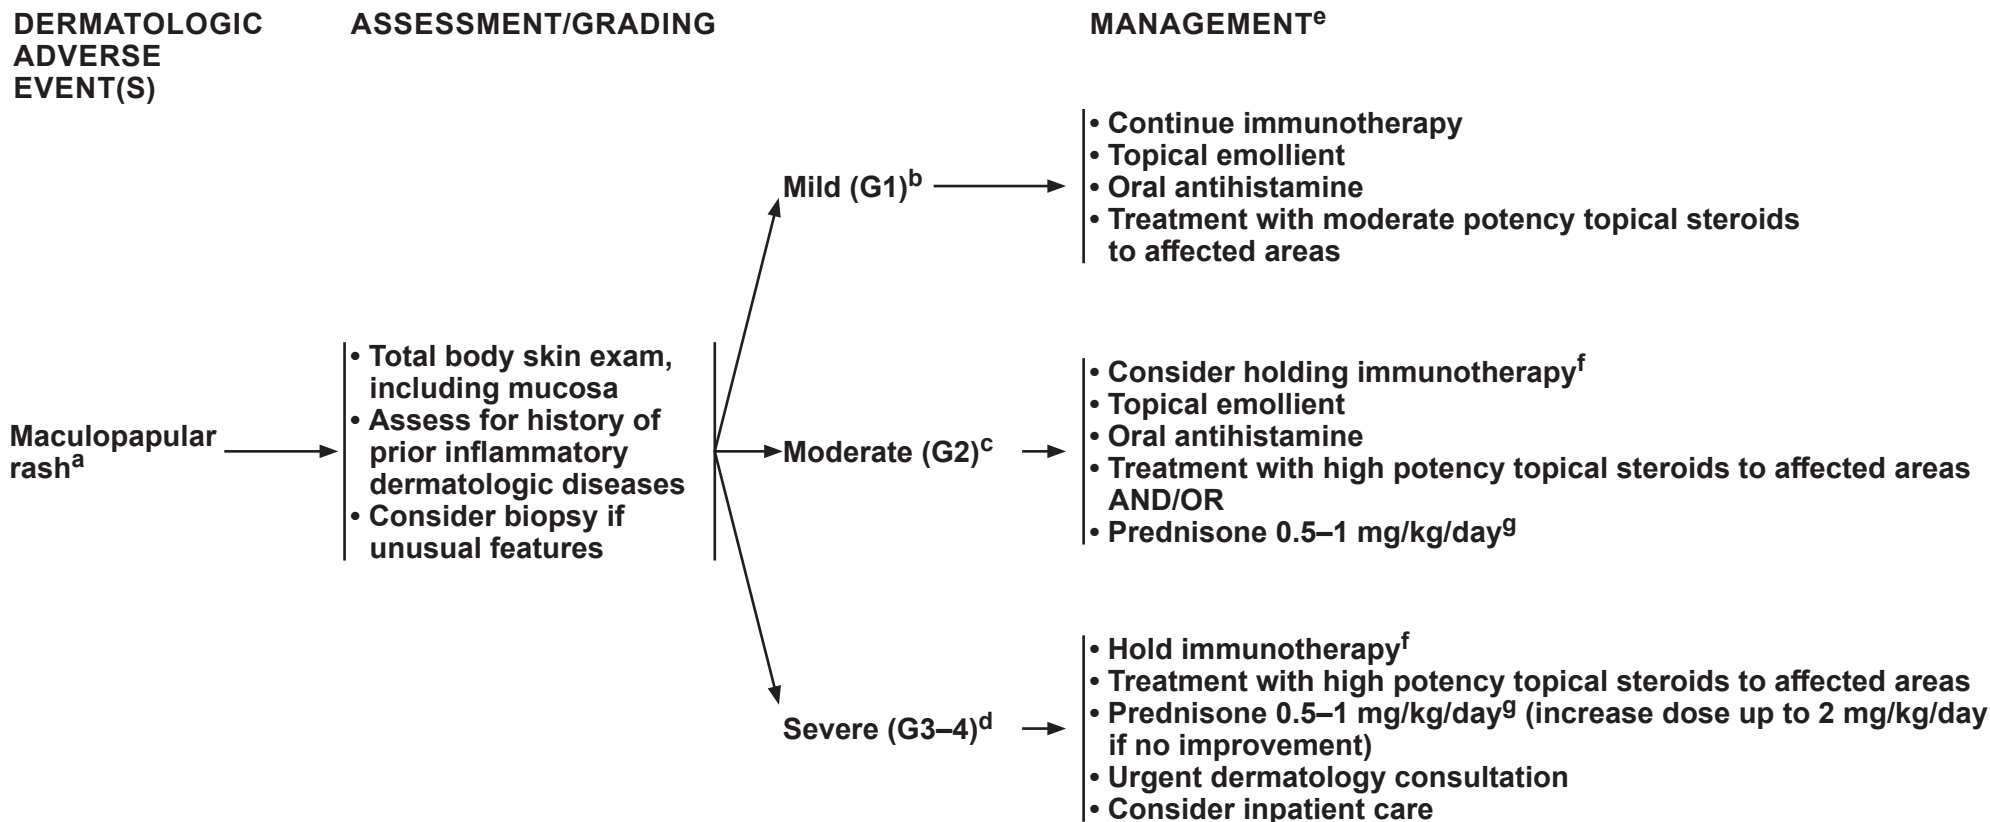 DERMATOLOGIC
ADVERSE
EVENT(S)
ASSESSMENT/GRADING
MANAGEMENTe
Maculopapular
rasha
• Total body skin exam,
including mucosa
• Assess for history of
prior inflammatory
dermatologic diseases
• Consider biopsy if
unusual features
Mild (G1)b
• Continue immunotherapy
• Topical emollient
• Oral antihistamine
• Treatment with moderate potency topical steroids
to affected areas
Moderate (G2)c
• Consider holding immunotherapyf
• Topical emollient
• Oral antihistamine
• Treatment with high potency topical steroids to affected areas
AND/OR
• Prednisone 0.5–1 mg/kg/dayg
Severe (G3–4)d
• Hold immunotherapyf
• Treatment with high potency topical steroids to affected areas
• Prednisone 0.5–1 mg/kg/dayg (increase dose up to 2 mg/kg/day
if no improvement)
• Urgent dermatology consultation
• Consider inpatient care